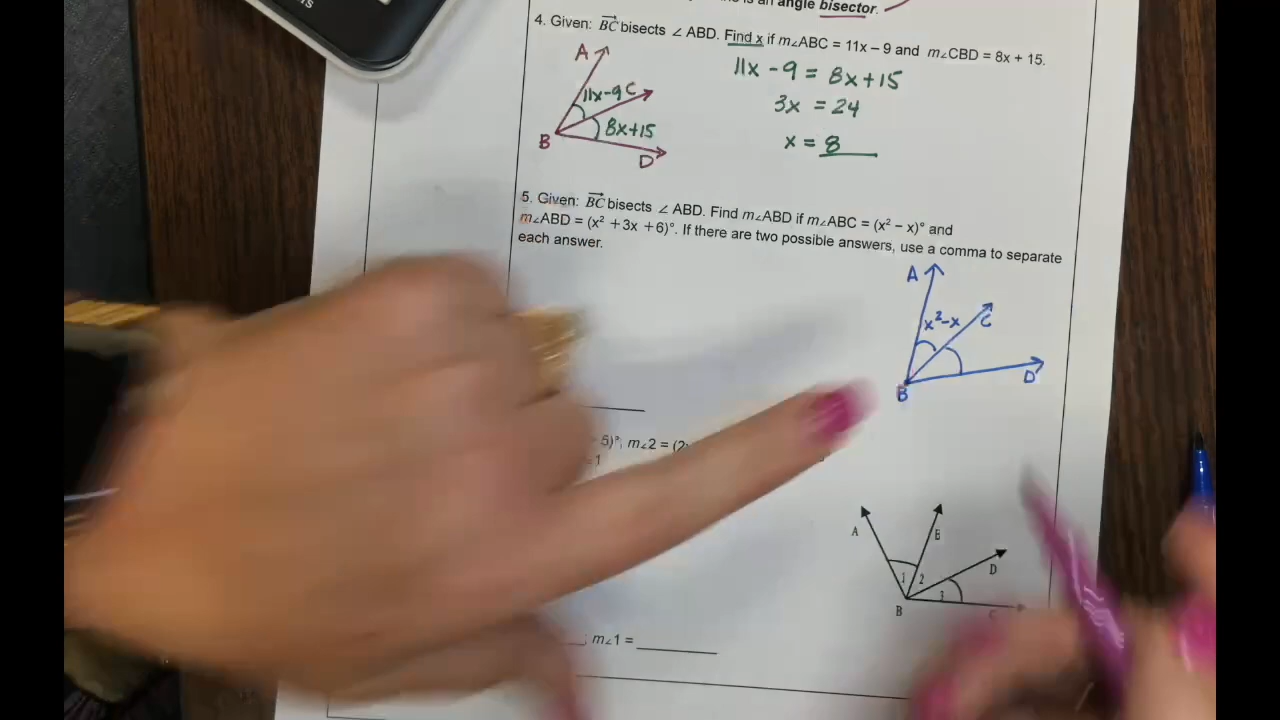 is an angle bisector.
4. Given: BC bisects ∠ ABD. Find x if m∠ABC = 11x – 9 and m∠CBD = 8x + 15.
A
11x-9 C
8x+15
B
D
11x - 9 = 8x + 15
3x = 24
x = 8
5. Given: BC bisects ∠ ABD. Find m∠ABD if m∠ABC = (x² – x)° and
m∠ABD = (x² + 3x + 6)°. If there are two possible answers, use a comma to separate
each answer.
A
x²-x C
B
D
5)°; m∠2 = (2
=1
A
E
1 2
D
3
B
C
m∠1 =